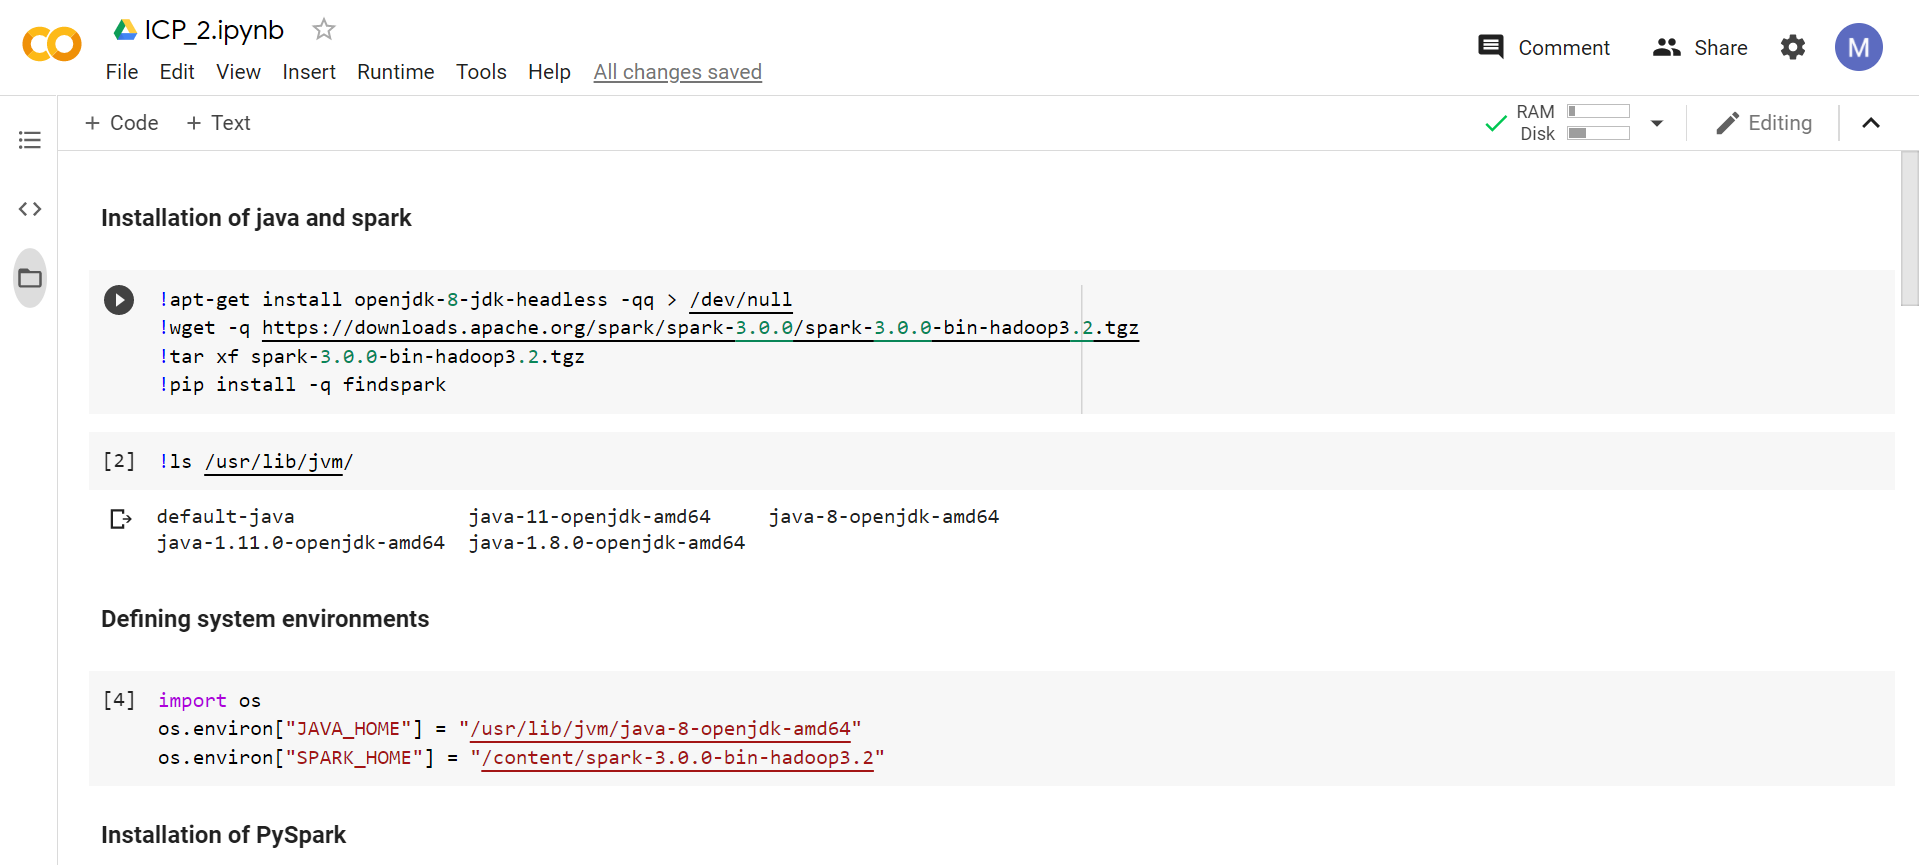 ICP_2.ipynb
File Edit View Insert Runtime Tools Help All changes saved
Comment
Share
M
+ Code + Text
RAM
Disk
Editing
Installation of java and spark
!apt-get install openjdk-8-jdk-headless -qq > /dev/null
!wget -q https://downloads.apache.org/spark/spark-3.0.0/spark-3.0.0-bin-hadoop3.2.tgz
!tar xf spark-3.0.0-bin-hadoop3.2.tgz
!pip install -q findspark
[2] !ls /usr/lib/jvm/
default-java java-11-openjdk-amd64 java-8-openjdk-amd64
java-1.11.0-openjdk-amd64 java-1.8.0-openjdk-amd64
Defining system environments
[4] import os
os.environ["JAVA_HOME"] = "/usr/lib/jvm/java-8-openjdk-amd64"
os.environ["SPARK_HOME"] = "/content/spark-3.0.0-bin-hadoop3.2"
Installation of PySpark